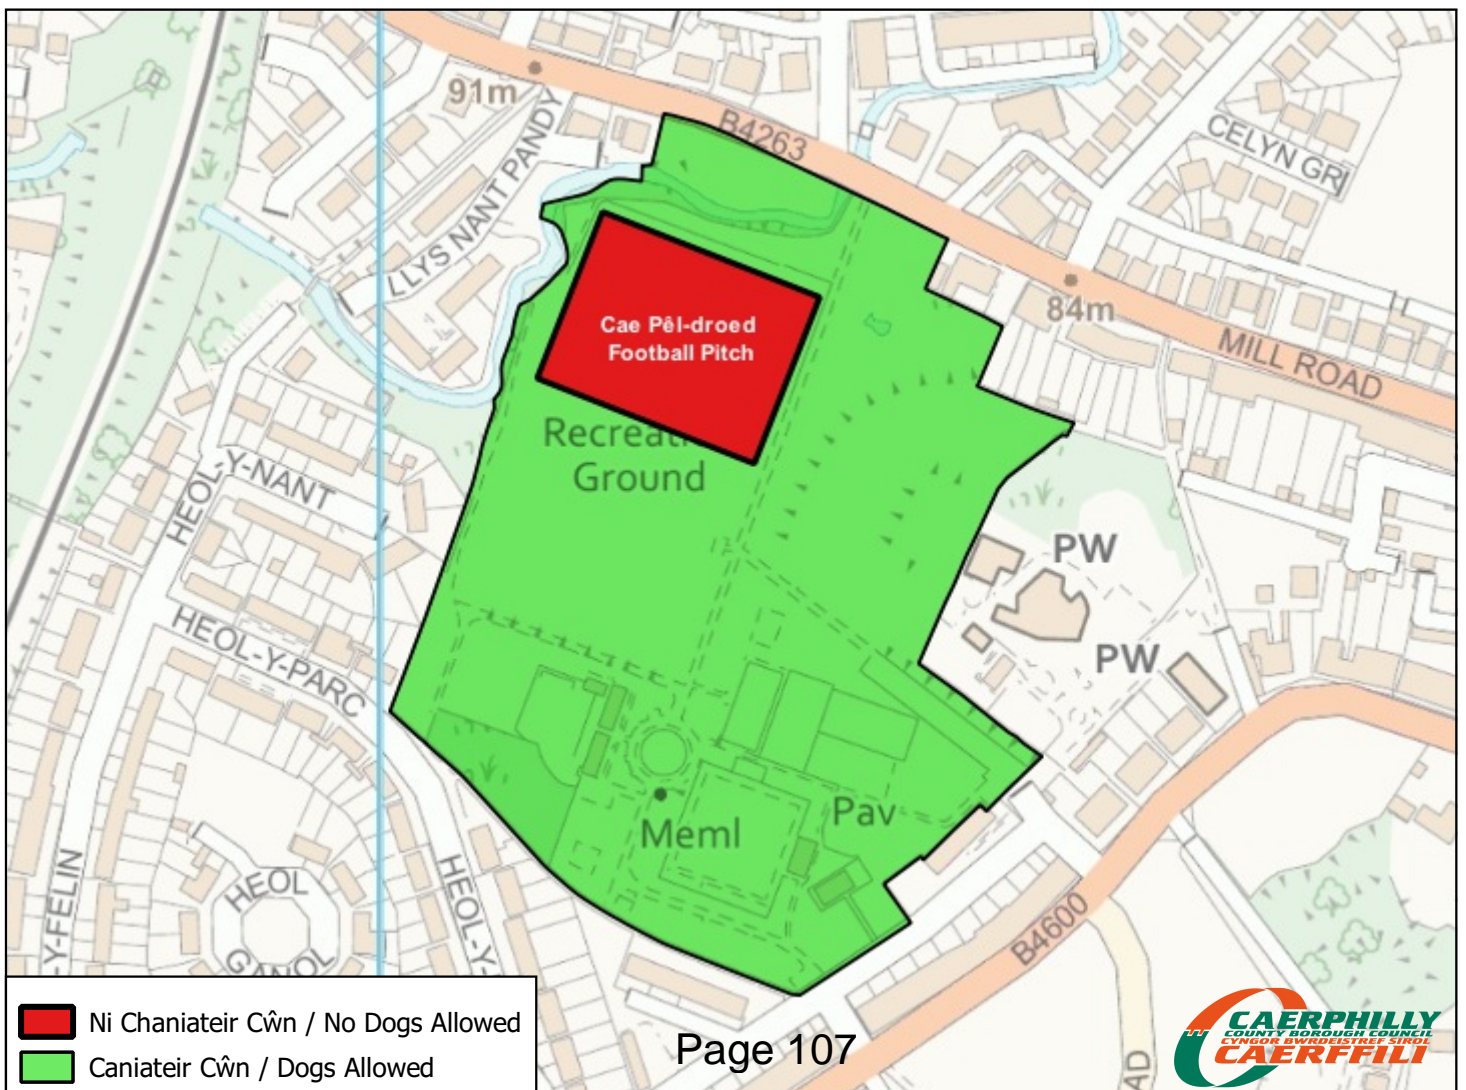 91m
B4263
CELYN GR
LLYS NANT PANDY
84m
MILL ROAD
Cae Pêl-droed
Football Pitch
Recreati
Ground
HEOL-Y-NANT
PW
HEOL-Y-PARC
PW
Pav
Meml
HEOL
GANOL
-Y-FELIN
HEOL-Y-
B4600
AD
Ni Chaniateir Cŵn / No Dogs Allowed
Caniateir Cŵn / Dogs Allowed
Page 107
CAERPHILLY
COUNTY BOROUGH COUNCIL
CYNGOR BWRDEISTREF SIROL
CAERFFILI